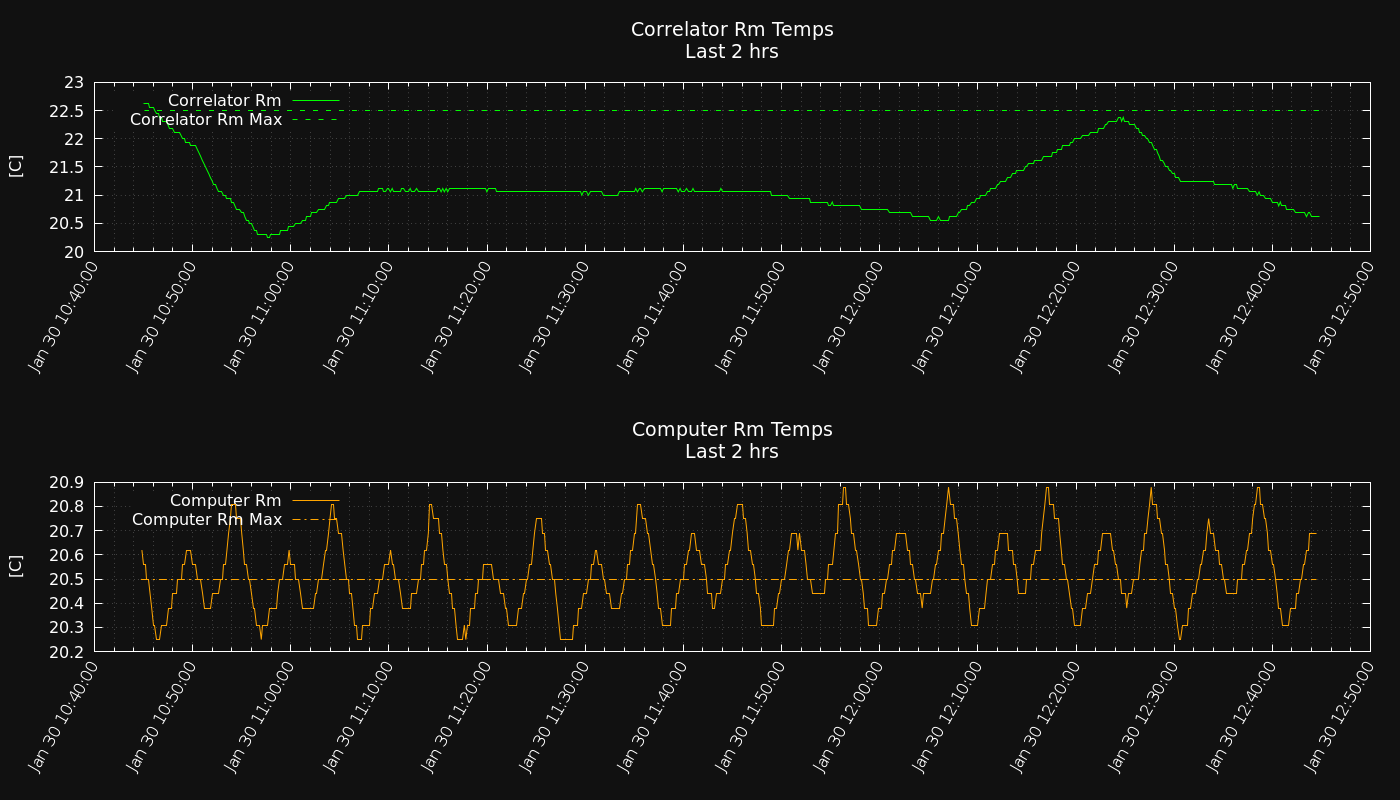 Correlator Rm Temps
Last 2 hrs
Correlator Rm
Correlator Rm Max
[C]
23
22.5
22
21.5
21
20.5
20
Jan 30 10:40:00
Jan 30 10:50:00
Jan 30 11:00:00
Jan 30 11:10:00
Jan 30 11:20:00
Jan 30 11:30:00
Jan 30 11:40:00
Jan 30 11:50:00
Jan 30 12:00:00
Jan 30 12:10:00
Jan 30 12:20:00
Jan 30 12:30:00
Jan 30 12:40:00
Jan 30 12:50:00
Computer Rm Temps
Last 2 hrs
Computer Rm
Computer Rm Max
[C]
20.9
20.8
20.7
20.6
20.5
20.4
20.3
20.2
Jan 30 10:40:00
Jan 30 10:50:00
Jan 30 11:00:00
Jan 30 11:10:00
Jan 30 11:20:00
Jan 30 11:30:00
Jan 30 11:40:00
Jan 30 11:50:00
Jan 30 12:00:00
Jan 30 12:10:00
Jan 30 12:20:00
Jan 30 12:30:00
Jan 30 12:40:00
Jan 30 12:50:00